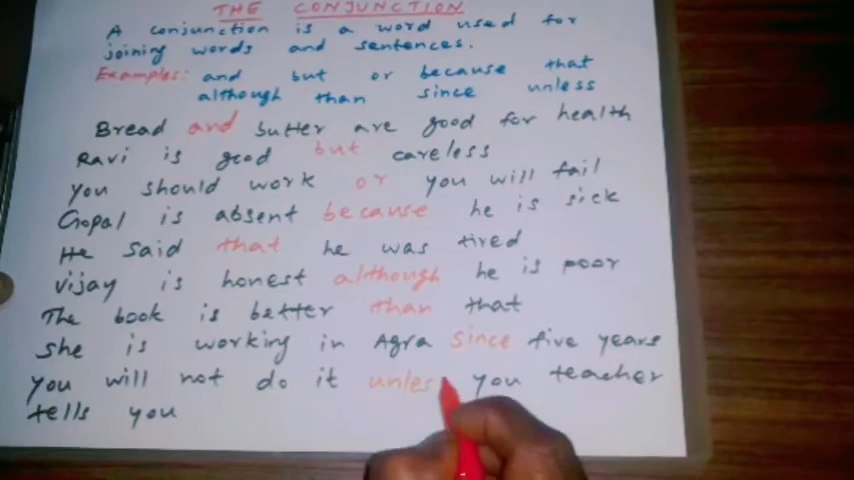 THE CONJUNCTION
A conjunction is a word used for
joining words and sentences.
Examples: and but or because that
although than since unless
Bread and butter are good for health
Ravi is good but careless
you should work or you will fail
Gopal is absent because he is sick
He said that he was tired
Vijay is honest although he is poor
The book is better than that
She is working in Agra since five years
you will not do it unles you teacher
tells you